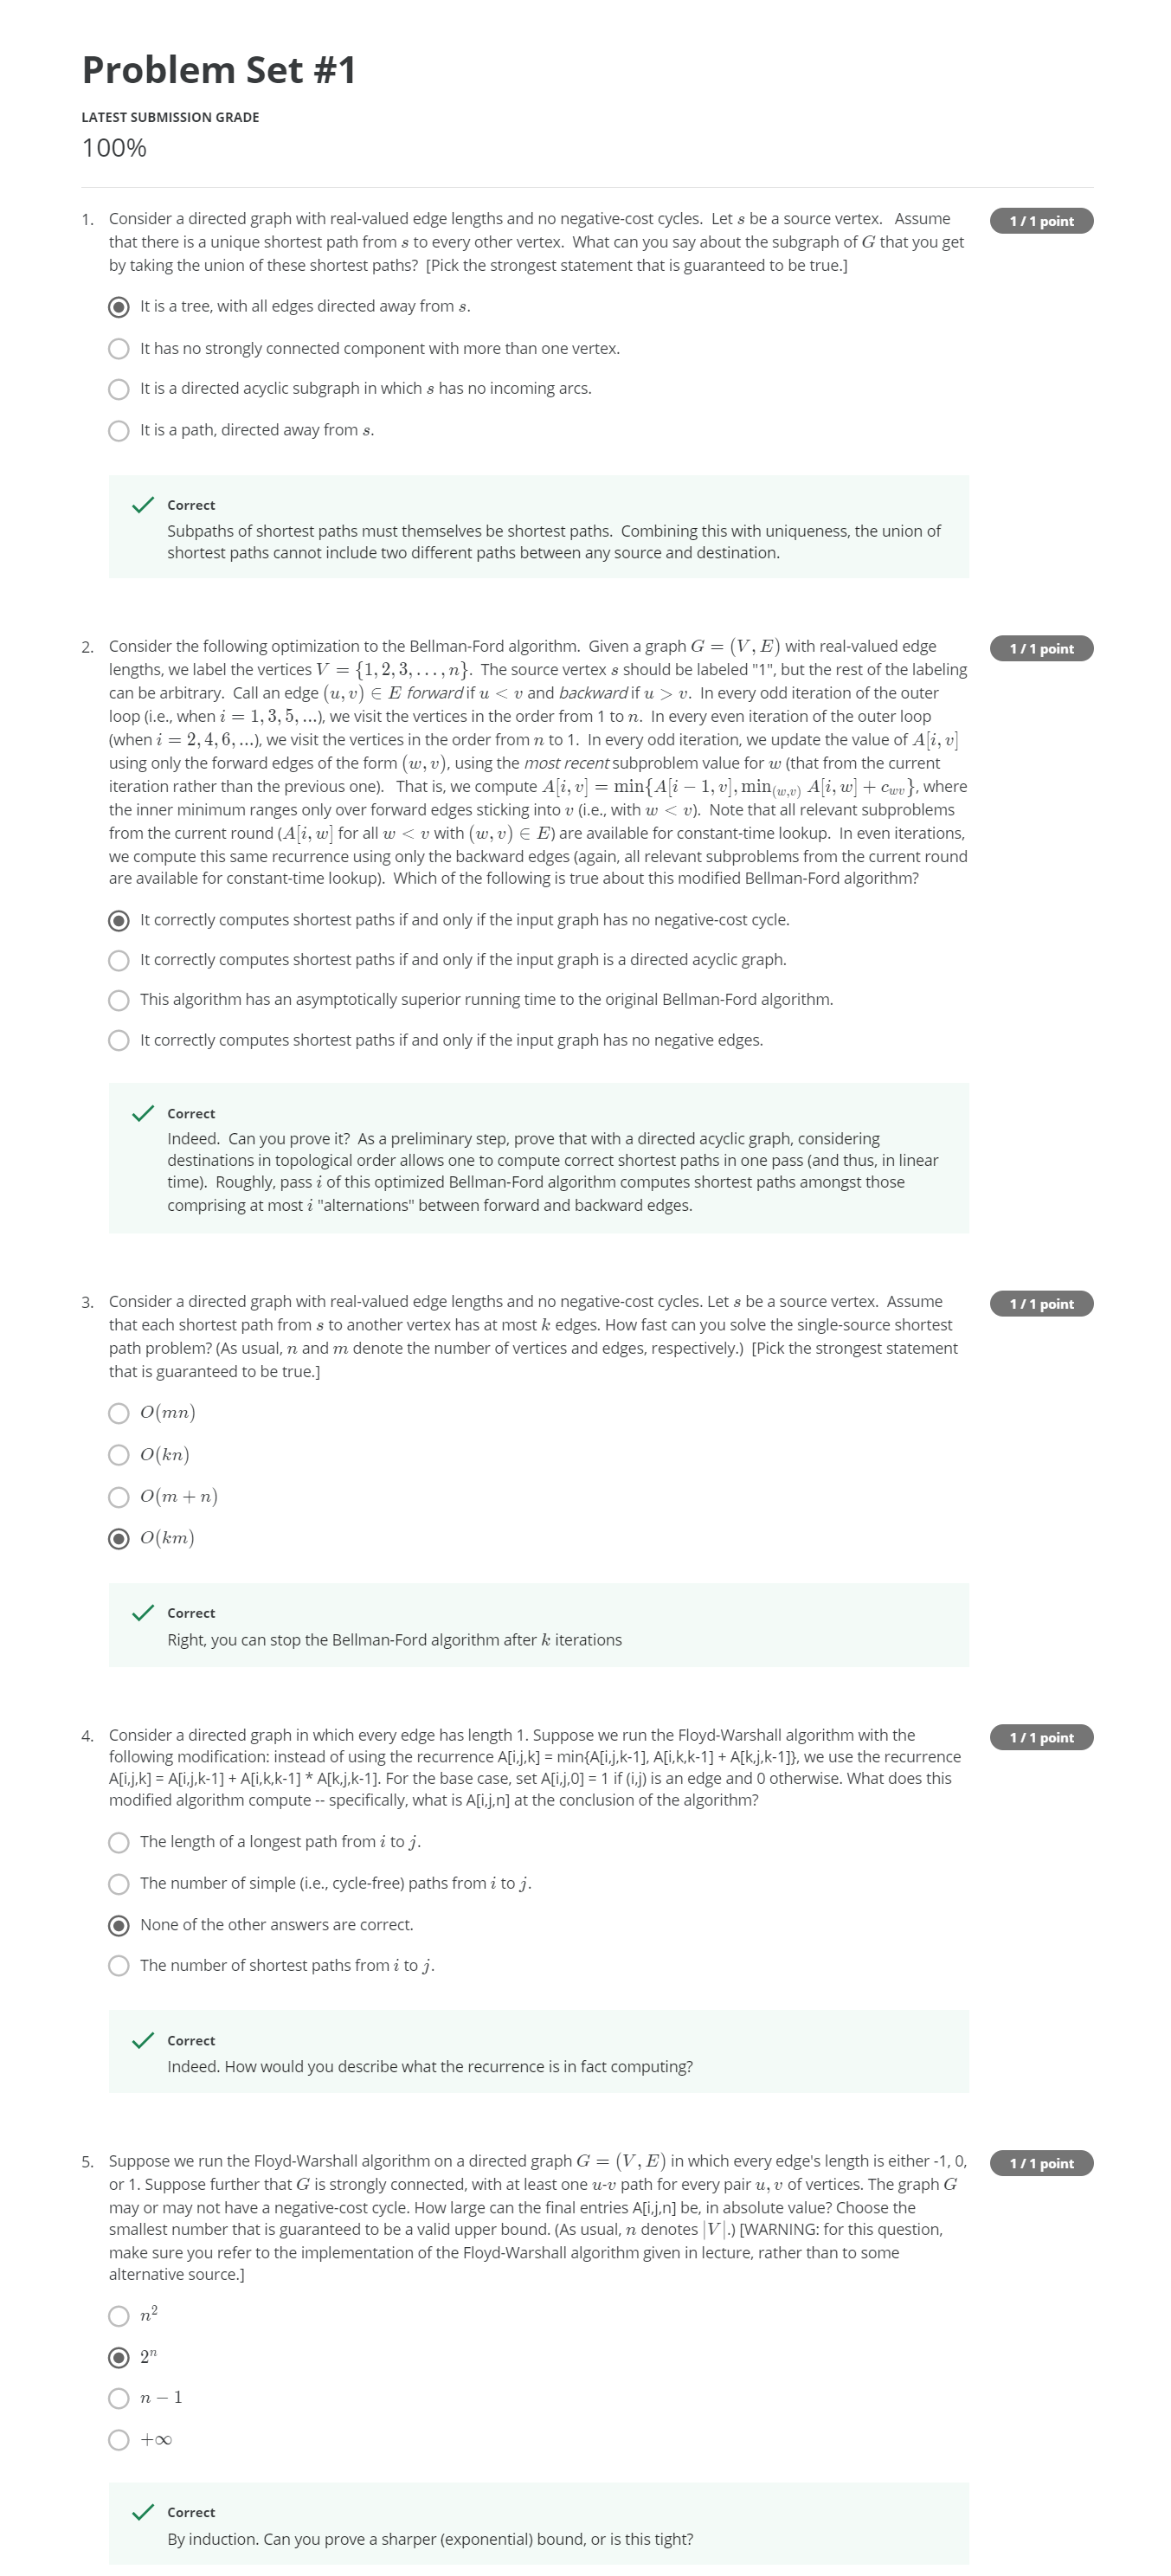 Problem Set #1
LATEST SUBMISSION GRADE
100%
1. Consider a directed graph with real-valued edge lengths and no negative-cost cycles. Let s be a source vertex. Assume
that there is a unique shortest path from s to every other vertex. What can you say about the subgraph of G that you get
by taking the union of these shortest paths? [Pick the strongest statement that is guaranteed to be true.]
1 / 1 point
It is a tree, with all edges directed away from s.
It has no strongly connected component with more than one vertex.
It is a directed acyclic subgraph in which s has no incoming arcs.
It is a path, directed away from s.
Correct
Subpaths of shortest paths must themselves be shortest paths. Combining this with uniqueness, the union of
shortest paths cannot include two different paths between any source and destination.
2. Consider the following optimization to the Bellman-Ford algorithm. Given a graph G = (V, E) with real-valued edge
lengths, we label the vertices V = {1, 2, 3, . . . , n}. The source vertex s should be labeled "1", but the rest of the labeling
can be arbitrary. Call an edge (u, v) ∈ E forward if u < v and backward if u > v. In every odd iteration of the outer
loop (i.e., when i = 1, 3, 5, ...), we visit the vertices in the order from 1 to n. In every even iteration of the outer loop
(when i = 2, 4, 6, ...), we visit the vertices in the order from n to 1. In every odd iteration, we update the value of A[i, v]
using only the forward edges of the form (w, v), using the most recent subproblem value for w (that from the current
iteration rather than the previous one). That is, we compute A[i, v] = min{A[i − 1, v], min(w,v) A[i, w] + cwv}, where
the inner minimum ranges only over forward edges sticking into v (i.e., with w < v). Note that all relevant subproblems
from the current round (A[i, w] for all w < v with (w, v) ∈ E) are available for constant-time lookup. In even iterations,
we compute this same recurrence using only the backward edges (again, all relevant subproblems from the current round
are available for constant-time lookup). Which of the following is true about this modified Bellman-Ford algorithm?
1 / 1 point
It correctly computes shortest paths if and only if the input graph has no negative-cost cycle.
It correctly computes shortest paths if and only if the input graph is a directed acyclic graph.
This algorithm has an asymptotically superior running time to the original Bellman-Ford algorithm.
It correctly computes shortest paths if and only if the input graph has no negative edges.
Correct
Indeed. Can you prove it? As a preliminary step, prove that with a directed acyclic graph, considering
destinations in topological order allows one to compute correct shortest paths in one pass (and thus, in linear
time). Roughly, pass i of this optimized Bellman-Ford algorithm computes shortest paths amongst those
comprising at most i "alternations" between forward and backward edges.
3. Consider a directed graph with real-valued edge lengths and no negative-cost cycles. Let s be a source vertex. Assume
that each shortest path from s to another vertex has at most k edges. How fast can you solve the single-source shortest
path problem? (As usual, n and m denote the number of vertices and edges, respectively.) [Pick the strongest statement
that is guaranteed to be true.]
1 / 1 point
O(mn)
O(kn)
O(m + n)
O(km)
Correct
Right, you can stop the Bellman-Ford algorithm after k iterations
4. Consider a directed graph in which every edge has length 1. Suppose we run the Floyd-Warshall algorithm with the
following modification: instead of using the recurrence A[i,j,k] = min{A[i,j,k-1], A[i,k,k-1] + A[k,j,k-1]}, we use the recurrence
A[i,j,k] = A[i,j,k-1] + A[i,k,k-1] * A[k,j,k-1]. For the base case, set A[i,j,0] = 1 if (i,j) is an edge and 0 otherwise. What does this
modified algorithm compute -- specifically, what is A[i,j,n] at the conclusion of the algorithm?
1 / 1 point
The length of a longest path from i to j.
The number of simple (i.e., cycle-free) paths from i to j.
None of the other answers are correct.
The number of shortest paths from i to j.
Correct
Indeed. How would you describe what the recurrence is in fact computing?
5. Suppose we run the Floyd-Warshall algorithm on a directed graph G = (V, E) in which every edge's length is either -1, 0,
or 1. Suppose further that G is strongly connected, with at least one u-v path for every pair u, v of vertices. The graph G
may or may not have a negative-cost cycle. How large can the final entries A[i,j,n] be, in absolute value? Choose the
smallest number that is guaranteed to be a valid upper bound. (As usual, n denotes |V|.) [WARNING: for this question,
make sure you refer to the implementation of the Floyd-Warshall algorithm given in lecture, rather than to some
alternative source.]
1 / 1 point
n²
2ⁿ
n − 1
+∞
Correct
By induction. Can you prove a sharper (exponential) bound, or is this tight?